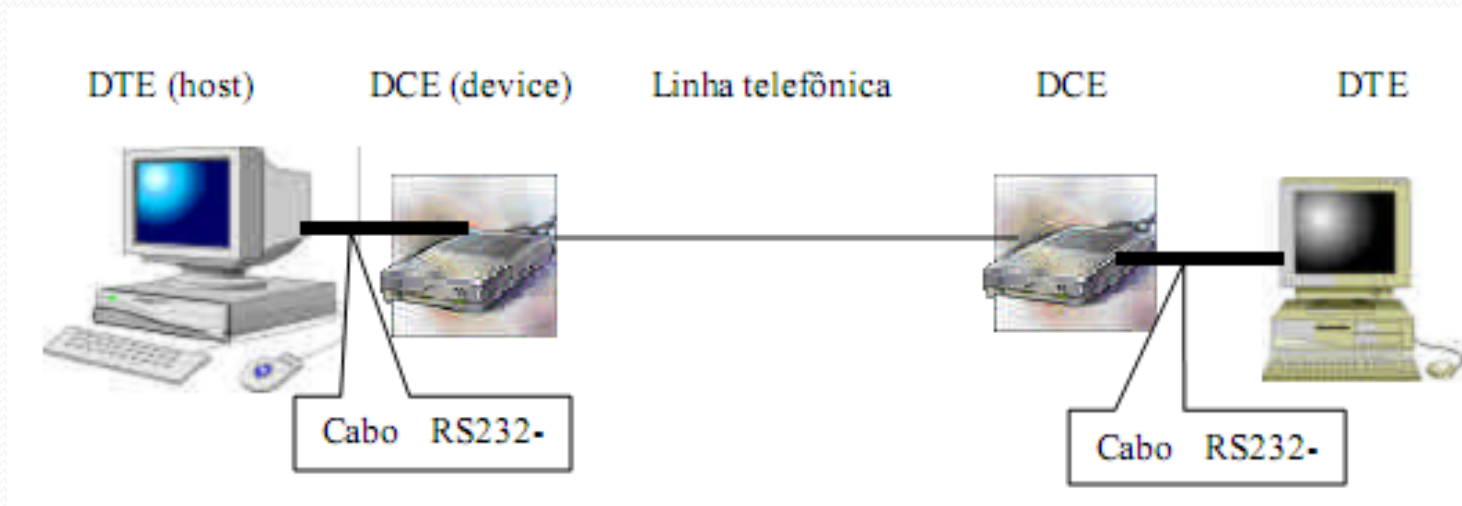 DTE (host)
DCE (device)
Linha telefônica
DCE
DTE
Cabo RS232-
Cabo RS232-